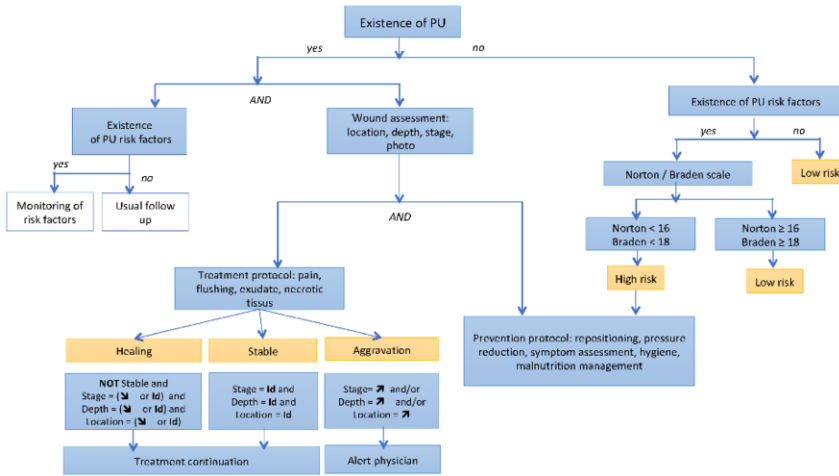 Existence of PU
yes
no
AND
Existence
of PU risk factors
Wound assessment:
location, depth, stage,
photo
Existence of PU risk factors
yes
no
yes
no
Norton / Braden scale
Low risk
Monitoring of
risk factors
Usual follow
up
AND
Norton < 16
Braden < 18
Norton ≥ 16
Braden ≥ 18
Treatment protocol: pain,
flushing, exudate, necrotic
tissus
High risk
Low risk
Healing
Stable
Aggravation
Prevention protocol: repositioning, pressure
reduction, symptom assessment, hygiene,
malnutrition management
NOT Stable and
Stage = (↘ or Id) and
Depth = (↘ or Id) and
Location = (↘ or Id)
Stage = Id and
Depth = Id and
Location = Id
Stage= ↗ and/or
Depth = ↗ and/or
Location = ↗
Treatment continuation
Alert physician